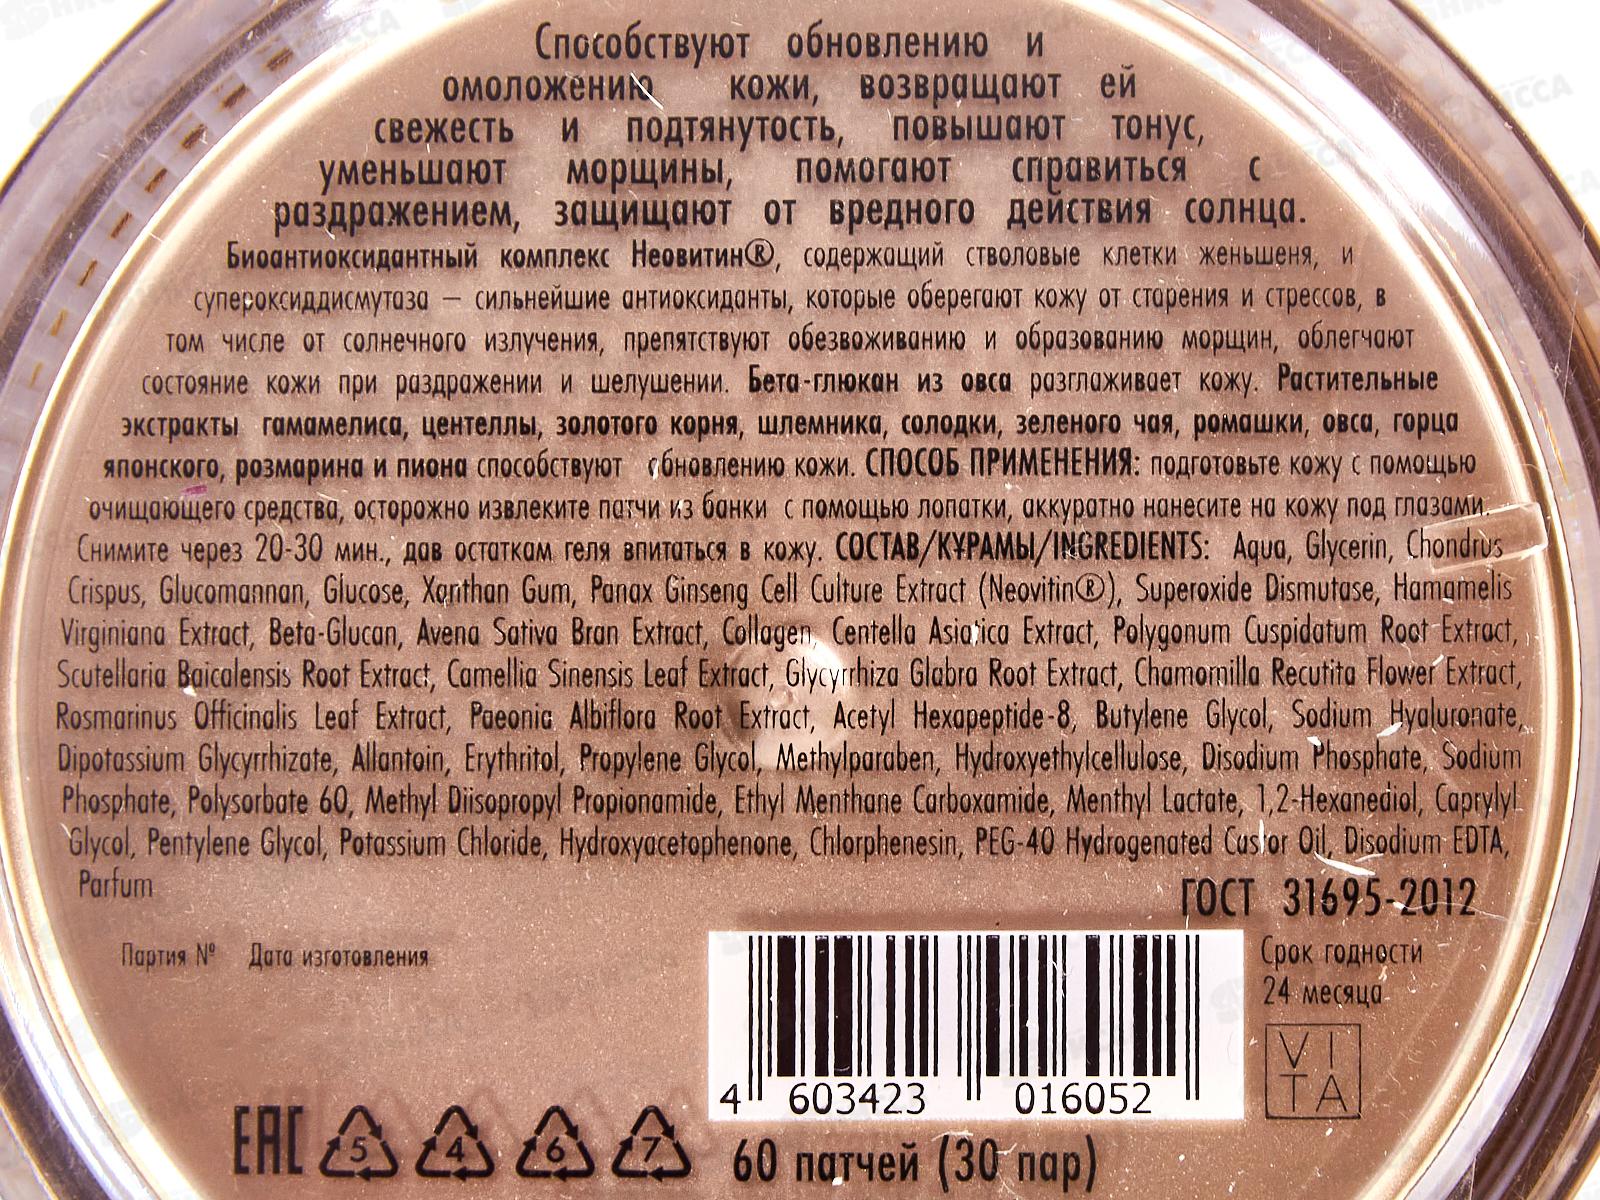 Способствуют обновлению и
омоложению кожи, возвращают ей
свежесть и подтянутость, повышают тонус,
уменьшают морщины, помогают справиться с
раздражением, защищают от вредного действия солнца.
Биоантиоксидантный комплекс Неовитин®, содержащий стволовые клетки женьшеня, и
супероксиддисмутаза – сильнейшие антиоксиданты, которые оберегают кожу от старения и стрессов, в
том числе от солнечного излучения, препятствуют обезвоживанию и образованию морщин, облегчают
состояние кожи при раздражении и шелушении. Бета-глюкан из овса разглаживает кожу. Растительные
экстракты гамамелиса, центеллы, золотого корня, шлемника, солодки, зеленого чая, ромашки, овса, горца
японского, розмарина и пиона способствуют обновлению кожи. СПОСОБ ПРИМЕНЕНИЯ: подготовьте кожу с помощью
очищающего средства, осторожно извлеките патчи из банки с помощью лопатки, аккуратно нанесите на кожу под глазами.
Снимите через 20-30 мин., дав остаткам геля впитаться в кожу. СОСТАВ/ҚҰРАМЫ/INGREDIENTS: Aqua, Glycerin, Chondrus
Crispus, Glucomannan, Glucose, Xanthan Gum, Panax Ginseng Cell Culture Extract (Neovitin®), Superoxide Dismutase, Hamamelis
Virginiana Extract, Beta-Glucan, Avena Sativa Bran Extract, Collagen, Centella Asiatica Extract, Polygonum Cuspidatum Root Extract,
Scutellaria Baicalensis Root Extract, Camellia Sinensis Leaf Extract, Glycyrrhiza Glabra Root Extract, Chamomilla Recutita Flower Extract,
Rosmarinus Officinalis Leaf Extract, Paeonia Albiflora Root Extract, Acetyl Hexapeptide-8, Butylene Glycol, Sodium Hyaluronate,
Dipotassium Glycyrrhizate, Allantoin, Erythritol, Propylene Glycol, Methylparaben, Hydroxyethylcellulose, Disodium Phosphate, Sodium
Phosphate, Polysorbate 60, Methyl Diisopropyl Propionamide, Ethyl Menthane Carboxamide, Menthyl Lactate, 1,2-Hexanediol, Caprylyl
Glycol, Pentylene Glycol, Potassium Chloride, Hydroxyacetophenone, Chlorphenesin, PEG-40 Hydrogenated Castor Oil, Disodium EDTA,
Parfum
ГОСТ 31695-2012
Партия № Дата изготовления
Срок годности
24 месяца
VI
TA
4 603423 016052
EAC 5 4 6 7
60 патчей (30 пар)